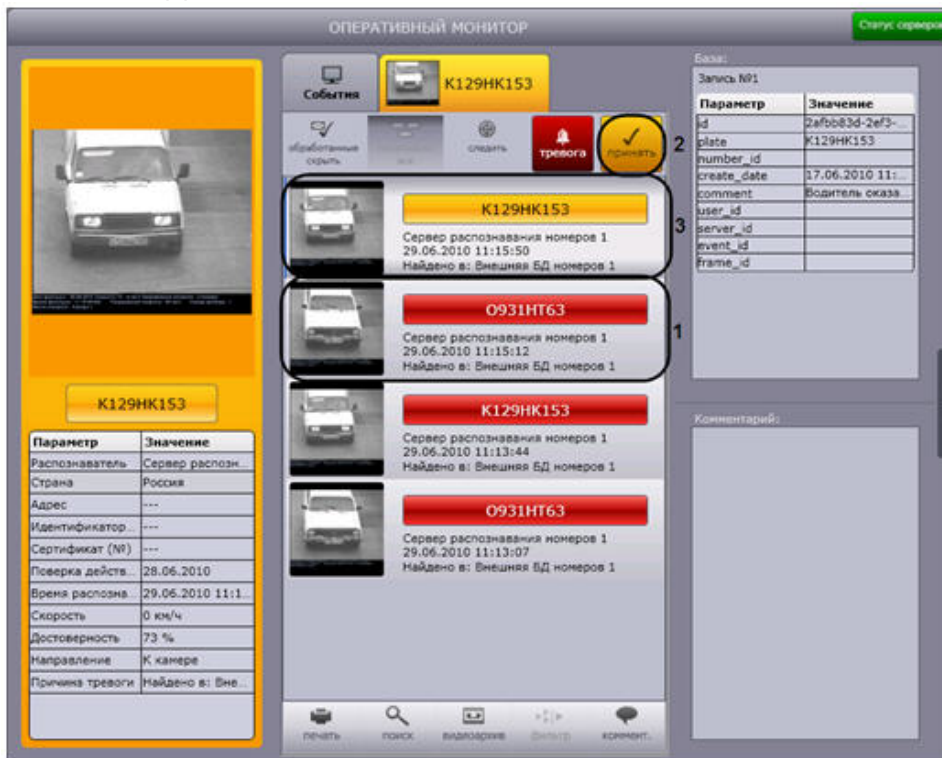 ОПЕРАТИВНЫЙ МОНИТОР
Статус серверов
К129НК153
Параметр Значение
Распознаватель Сервер распозн...
Страна Россия
Адрес ---
Идентификатор... ---
Сертификат (№) ---
Поверка действ... 28.06.2010
Время распозна... 29.06.2010 11:1...
Скорость 0 км/ч
Достоверность 73 %
Направление К камере
Причина тревоги Найдено в: Вне...
События
К129НК153
обработанные скрыть
все
следить
тревога
принять
2
К129НК153
Сервер распознавания номеров 1
29.06.2010 11:15:50
Найдено в: Внешняя БД номеров 1
3
О931НТ63
Сервер распознавания номеров 1
29.06.2010 11:15:12
Найдено в: Внешняя БД номеров 1
1
К129НК153
Сервер распознавания номеров 1
29.06.2010 11:13:44
Найдено в: Внешняя БД номеров 1
О931НТ63
Сервер распознавания номеров 1
29.06.2010 11:13:07
Найдено в: Внешняя БД номеров 1
печать
поиск
видеоархив
фильтр
коммент.
База:
Запись №1
Параметр Значение
id 2afbb83d-2ef3-...
plate К129НК153
number_id
create_date 17.06.2010 11:...
comment Водитель оказа...
user_id
server_id
event_id
frame_id
Комментарий: